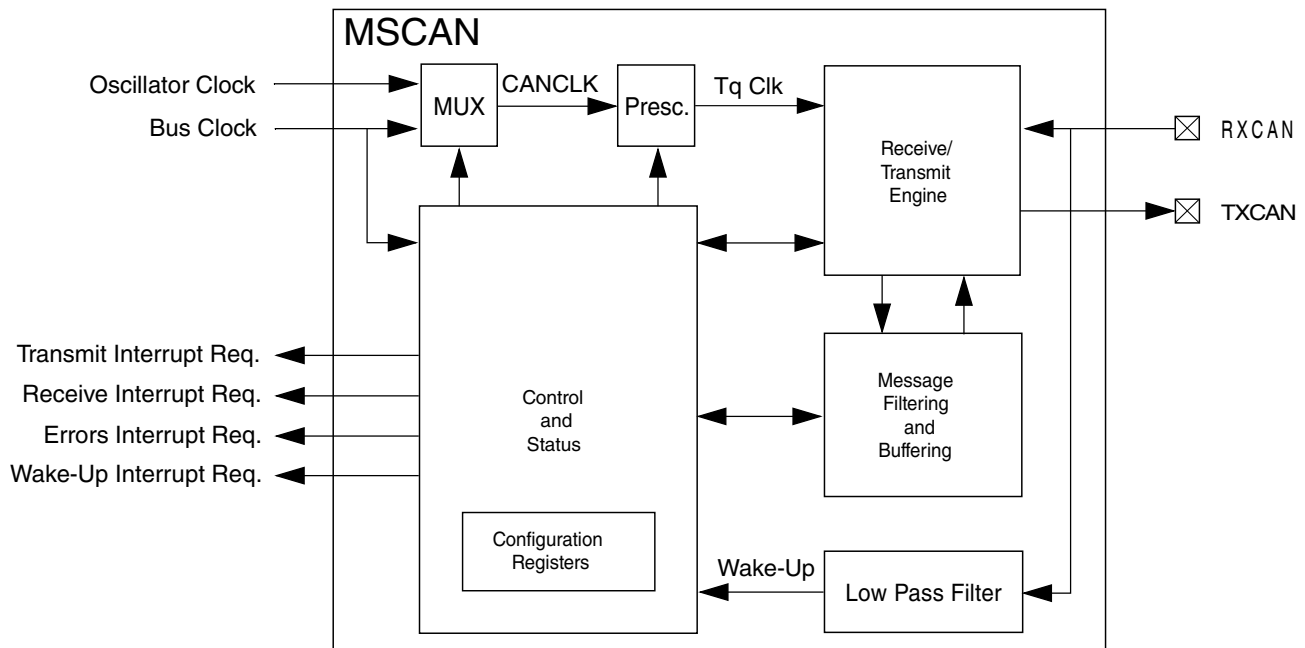 MSCAN
Oscillator Clock
Bus Clock
MUX
CANCLK
Presc.
Tq Clk
Receive/
Transmit
Engine
RXCAN
TXCAN
Transmit Interrupt Req.
Receive Interrupt Req.
Errors Interrupt Req.
Wake-Up Interrupt Req.
Control
and
Status
Message
Filtering
and
Buffering
Configuration
Registers
Wake-Up
Low Pass Filter